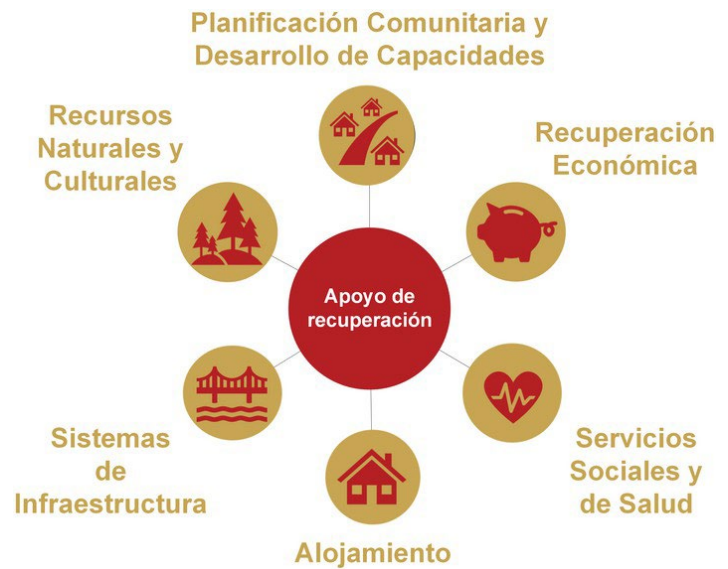 Planificación Comunitaria y
Desarrollo de Capacidades
Recursos
Naturales y
Culturales
Recuperación
Económica
Apoyo de
recuperación
Sistemas
de
Infraestructura
Servicios
Sociales y
de Salud
Alojamiento